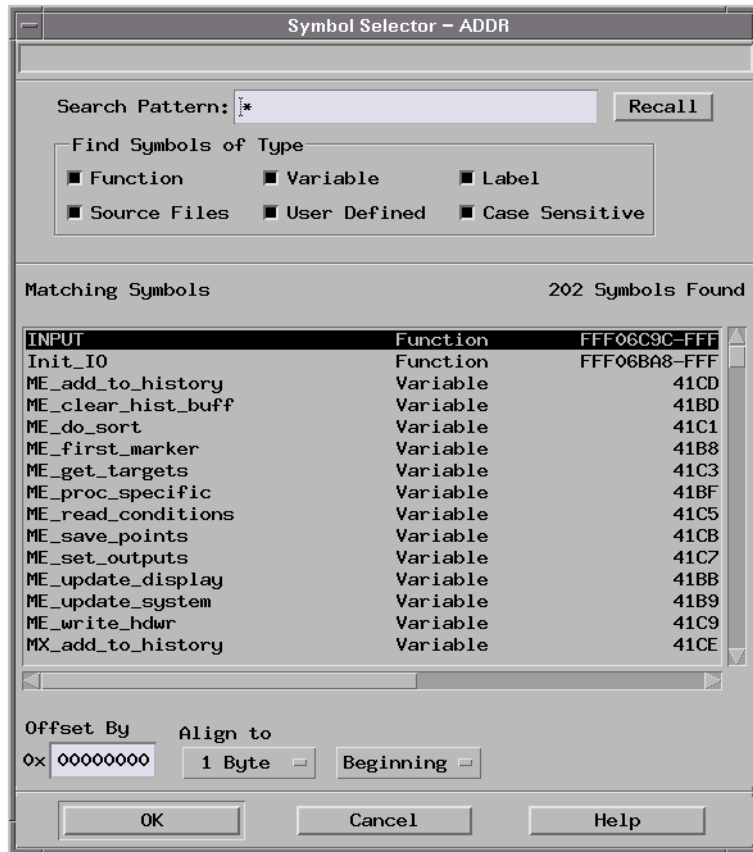 Symbol Selector – ADDR
Search Pattern: *
Recall
Find Symbols of Type
Function Variable Label
Source Files User Defined Case Sensitive
Matching Symbols 202 Symbols Found
INPUT Function FFF06C9C-FFF
Init_IO Function FFF06BA8-FFF
ME_add_to_history Variable 41CD
ME_clear_hist_buff Variable 41BD
ME_do_sort Variable 41C1
ME_first_marker Variable 41B8
ME_get_targets Variable 41C3
ME_proc_specific Variable 41BF
ME_read_conditions Variable 41C5
ME_save_points Variable 41CB
ME_set_outputs Variable 41C7
ME_update_display Variable 41BB
ME_update_system Variable 41B9
ME_write_hdwr Variable 41C9
MX_add_to_history Variable 41CE
Offset By Align to
0x 00000000 1 Byte Beginning
OK Cancel Help